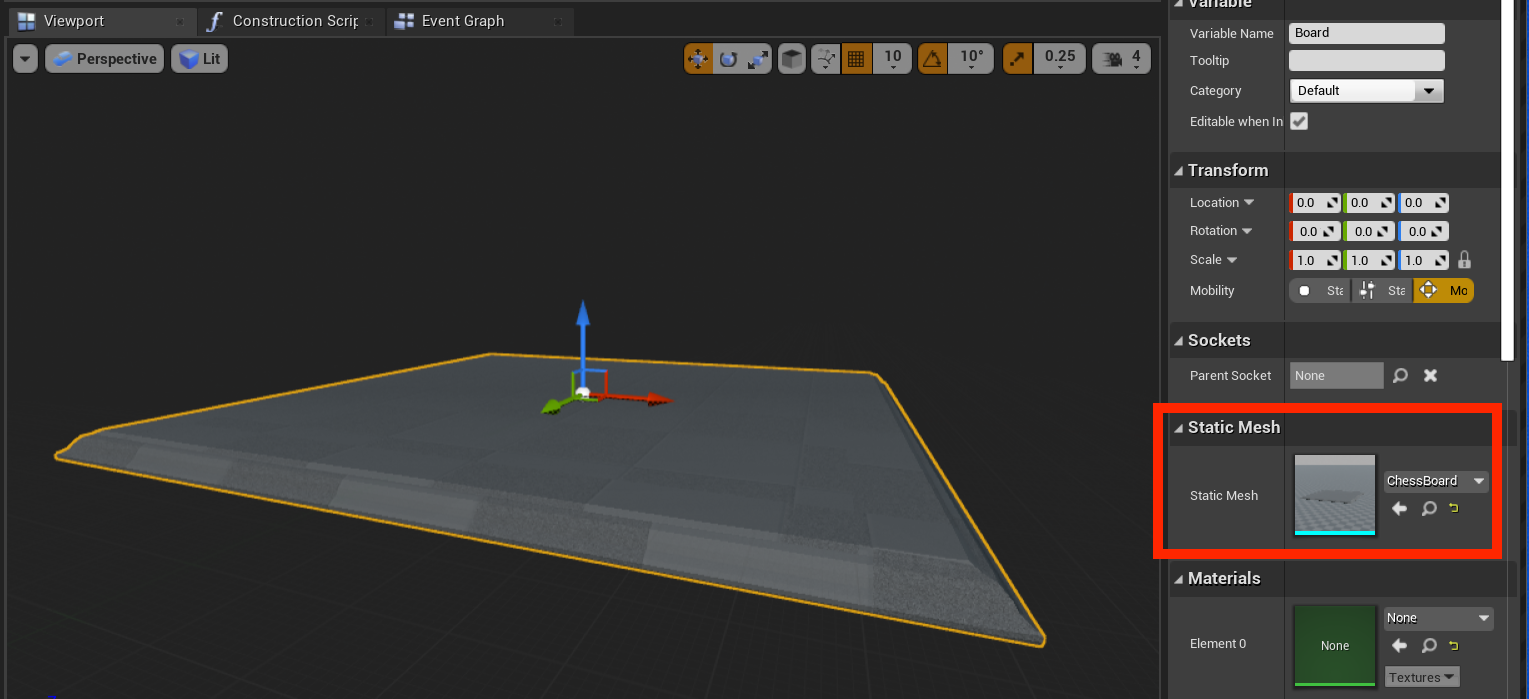 Viewport
Construction Scrip
Event Graph
Perspective
Lit
10
10°
0.25
4
Variable
Variable Name
Board
Tooltip
Category
Default
Editable when In
Transform
Location
0.0
0.0
0.0
Rotation
0.0
0.0
0.0
Scale
1.0
1.0
1.0
Mobility
Sta
Sta
Mo
Sockets
Parent Socket
None
Static Mesh
Static Mesh
ChessBoard
Materials
Element 0
None
None
Textures